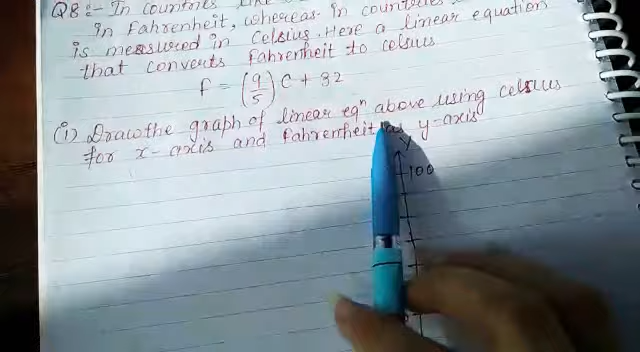 Q8:- In countries like
in Fahrenheit, whereas in countries
is measured in Celsius. Here a linear equation
that converts Fahrenheit to celsius
F = (9/5) C + 32
(i) Draw the graph of linear eqn above using celsius
for x-axis and Fahrenheit as y-axis
y
100